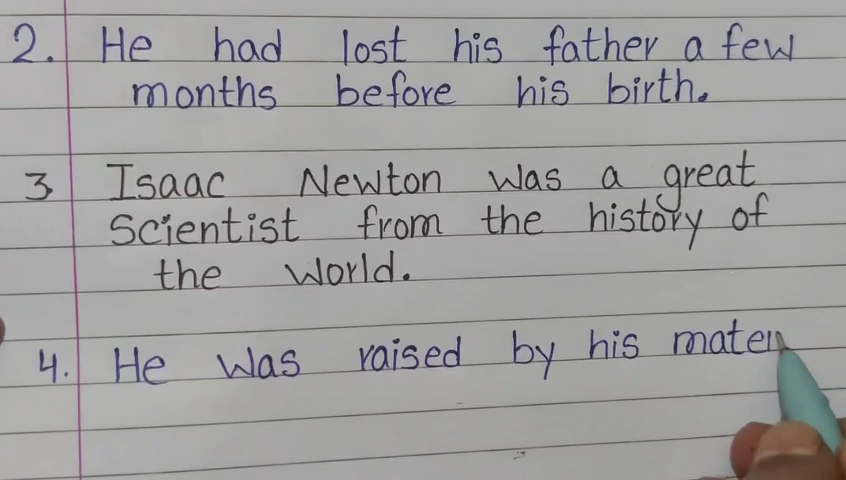 2. He had lost his father a few
months before his birth.
3 Isaac Newton was a great
Scientist from the history of
the world.
4. He was raised by his mater